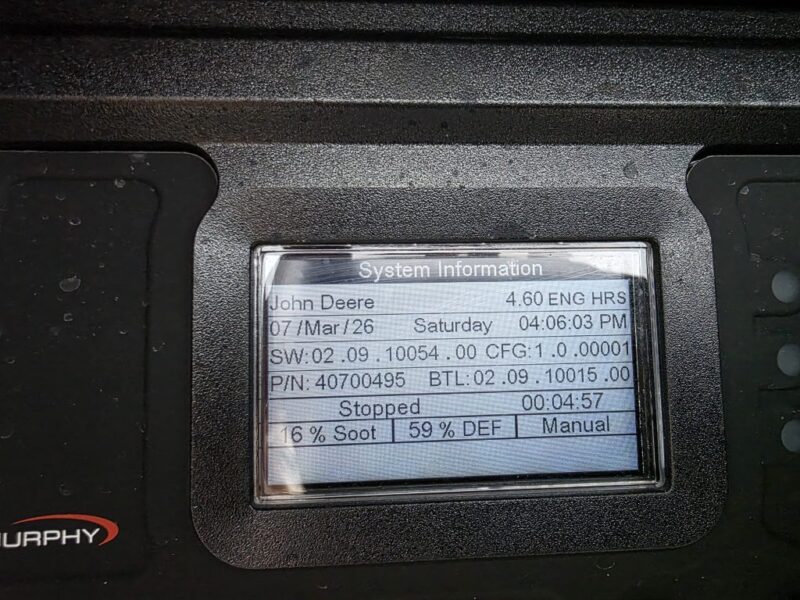 System Information
John Deere 4.60 ENG HRS
07 /Mar/26 Saturday 04:06:03 PM
SW:02 .09 .10054 .00 CFG:1 .0 .00001
P/N: 40700495 BTL:02 .09 .10015 .00
Stopped 00:04:57
16 % Soot 59 % DEF Manual
MURPHY